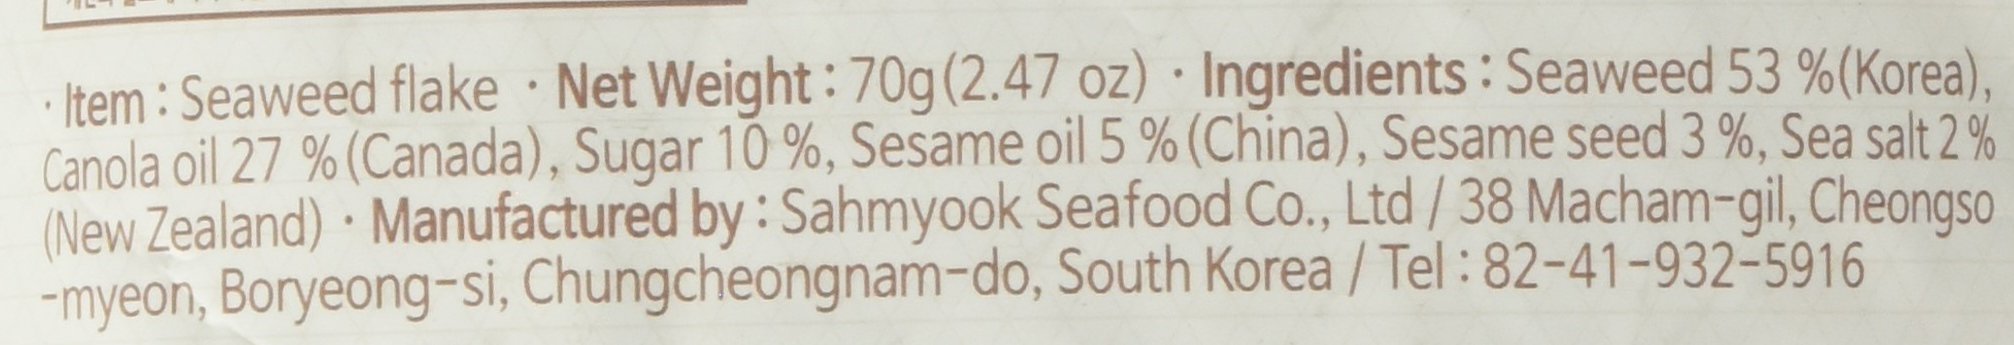 · Item : Seaweed flake · Net Weight : 70g (2.47 oz) · Ingredients : Seaweed 53 % (Korea),
Canola oil 27 % (Canada), Sugar 10 %, Sesame oil 5 % (China), Sesame seed 3 %, Sea salt 2 %
(New Zealand) · Manufactured by : Sahmyook Seafood Co., Ltd / 38 Macham-gil, Cheongso
-myeon, Boryeong-si, Chungcheongnam-do, South Korea / Tel : 82-41-932-5916